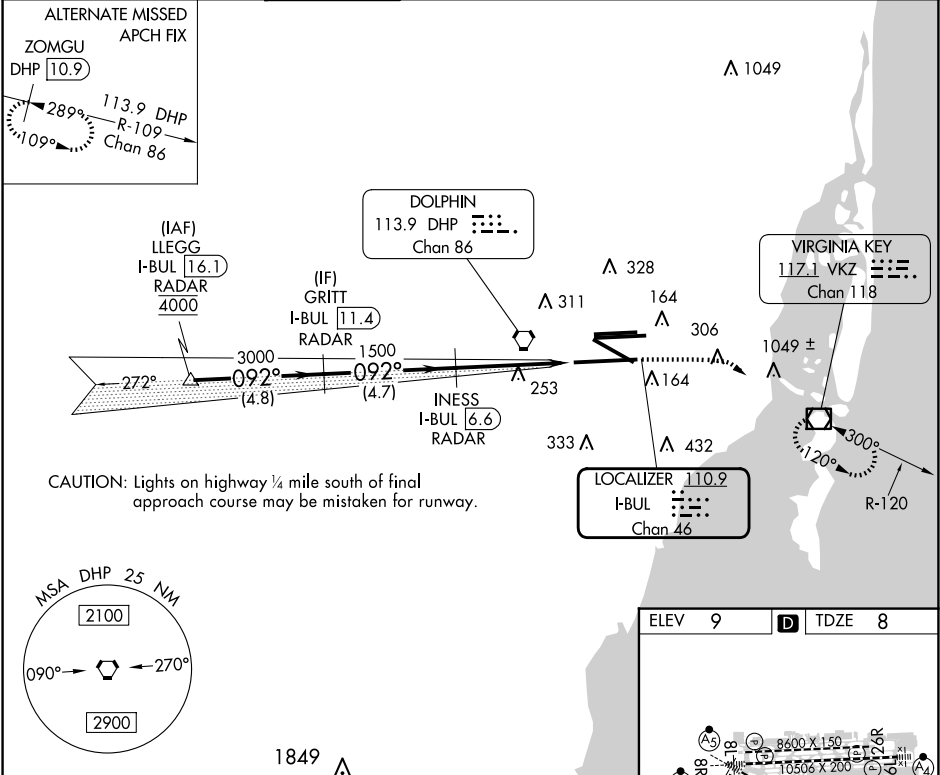 ALTERNATE MISSED
APCH FIX
ZOMGU
DHP 10.9
289°
109°
113.9 DHP
R-109
Chan 86
1049
DOLPHIN
113.9 DHP
Chan 86
VIRGINIA KEY
117.1 VKZ
Chan 118
(IAF)
LLEGG
I-BUL 16.1
RADAR
4000
(IF)
GRITT
I-BUL 11.4
RADAR
328
311
164
306
1049 ±
3000
1500
272°
092°
092°
(4.8)
(4.7)
INESS
I-BUL 6.6
RADAR
253
164
333
432
300°
120°
R-120
LOCALIZER 110.9
I-BUL
Chan 46
CAUTION: Lights on highway ¼ mile south of final
approach course may be mistaken for runway.
MSA DHP 25 NM
2100
090°
270°
2900
1849
ELEV 9
D
TDZE 8
A5
8L
P
8600 X 150
P
26R
8R
10506 X 200
P
A4